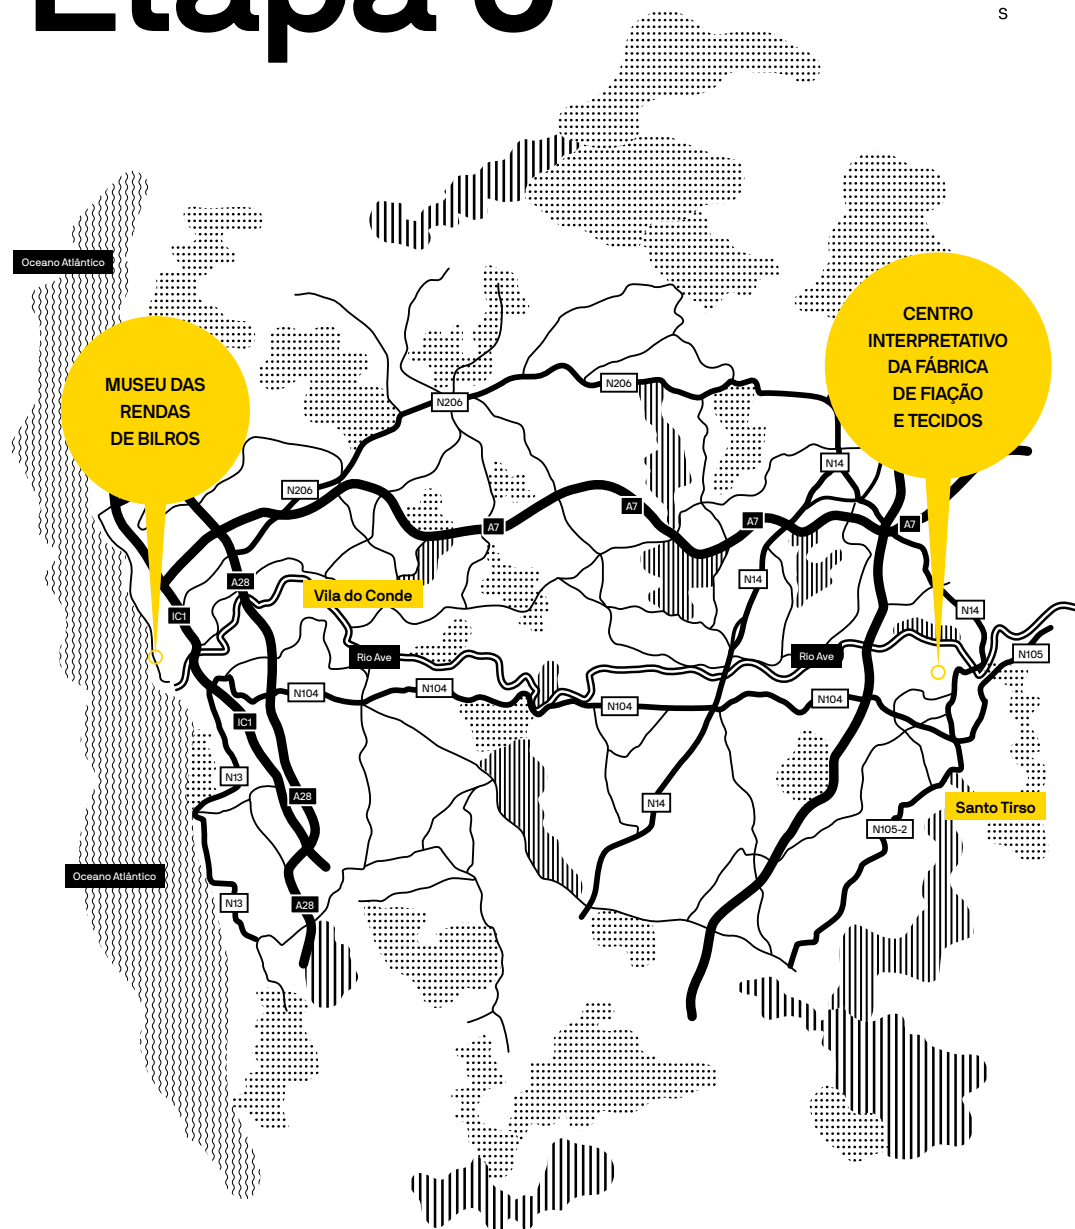 Etapa
S
Oceano Atlântico
MUSEU DAS
RENDAS
DE BILROS
CENTRO
INTERPRETATIVO
DA FÁBRICA
DE FIAÇÃO
E TECIDOS
N206
N206
N206
N14
A7
A7
A7
A7
A28
N14
Vila do Conde
IC1
N14
Rio Ave
Rio Ave
N105
N104
N104
N104
N104
IC1
N13
A28
N14
Santo Tirso
N105-2
Oceano Atlântico
N13
A28